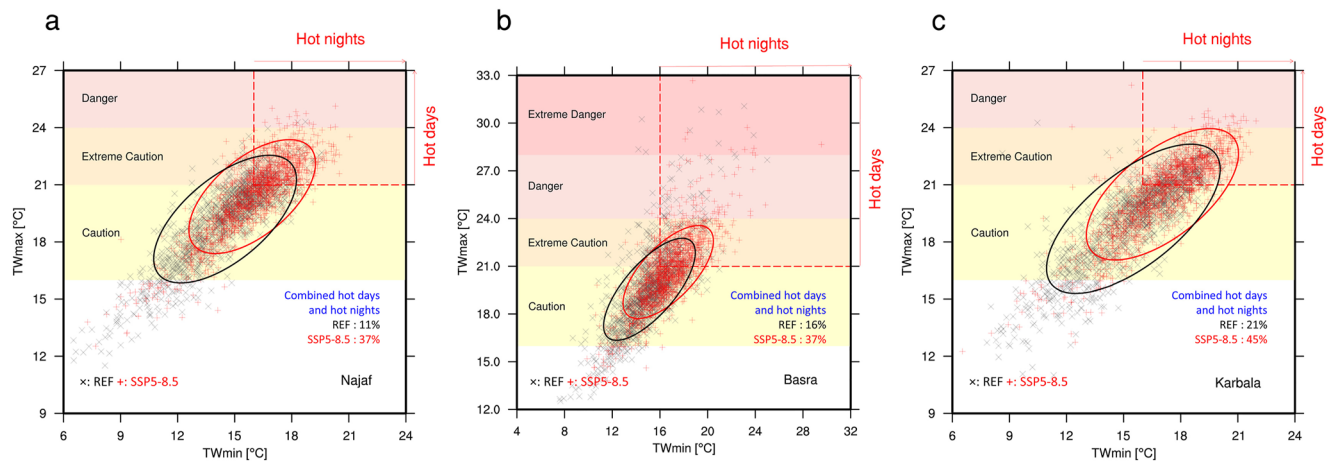 a
Hot nights
27
24
21
18
15
12
9
TWmax [°C]
Danger
Extreme Caution
Caution
Combined hot days
and hot nights
REF : 11%
SSP5-8.5 : 37%
×: REF +: SSP5-8.5
Najaf
Hot days
6 9 12 15 18 21 24
TWmin [°C]
b
Hot nights
33.0
30.0
27.0
24.0
21.0
18.0
15.0
12.0
TWmax [°C]
Extreme Danger
Danger
Extreme Caution
Caution
Combined hot days
and hot nights
REF : 16%
SSP5-8.5 : 37%
×: REF +: SSP5-8.5
Basra
Hot days
4 8 12 16 20 24 28 32
TWmin [°C]
c
Hot nights
27
24
21
18
15
12
9
TWmax [°C]
Danger
Extreme Caution
Caution
Combined hot days
and hot nights
REF : 21%
SSP5-8.5 : 45%
×: REF +: SSP5-8.5
Karbala
Hot days
6 9 12 15 18 21 24
TWmin [°C]